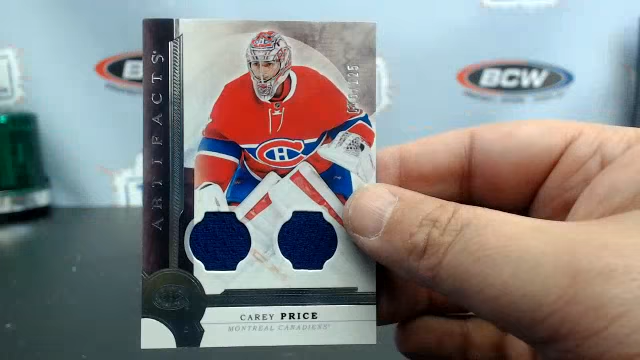 BCW
BCW
ARTIFACTS
CAREY PRICE
MONTREAL CANADIENS